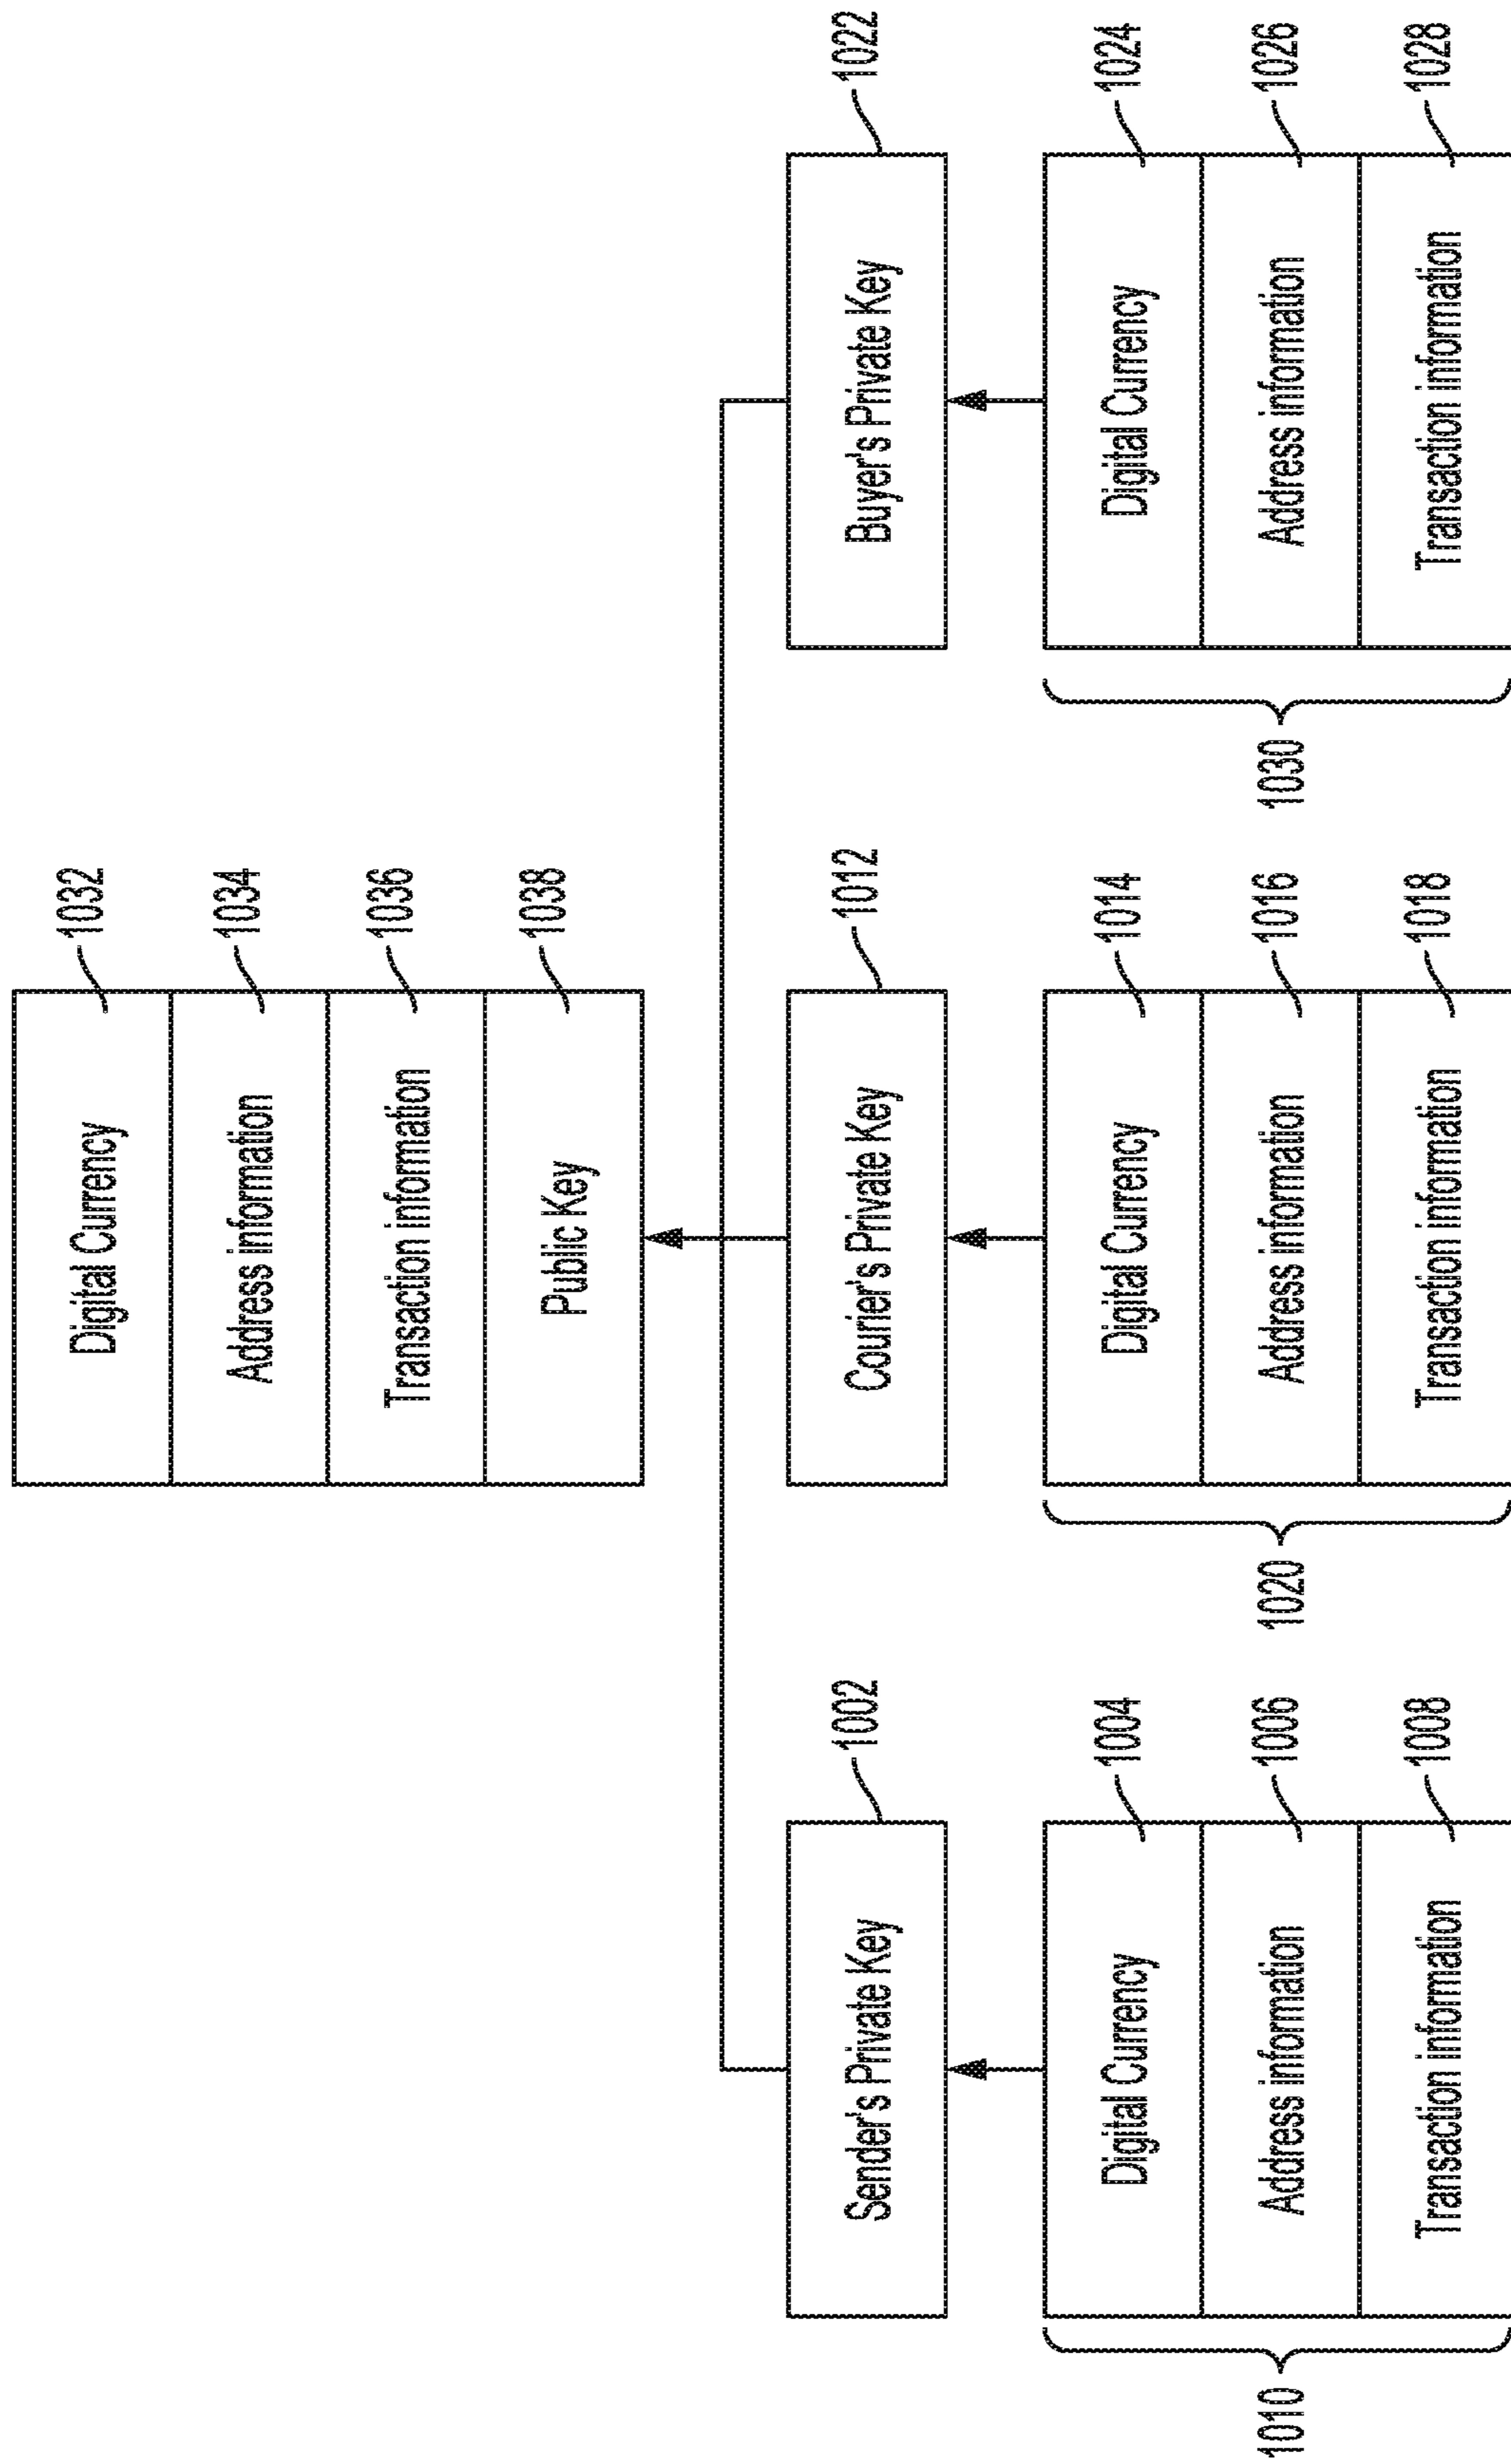 Digital Currency
1032
Address information
1034
Transaction information
1036
Public Key
1038
Sender's Private Key
1002
Courier's Private Key
1012
Buyer's Private Key
1022
1010
Digital Currency
1004
Address information
1006
Transaction information
1008
1020
Digital Currency
1014
Address information
1016
Transaction information
1018
1030
Digital Currency
1024
Address information
1026
Transaction information
1028